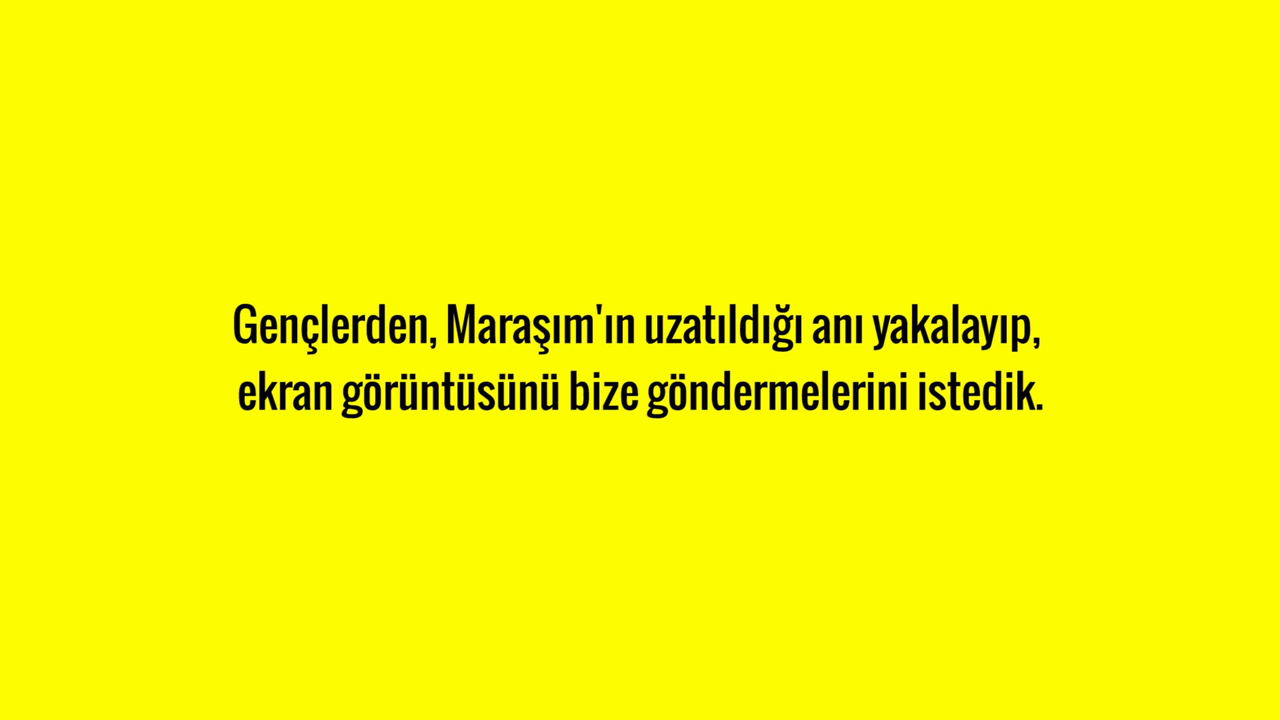 Gençlerden, Maraşım'ın uzatıldığı anı yakalayıp,
ekran görüntüsünü bize göndermelerini istedik.